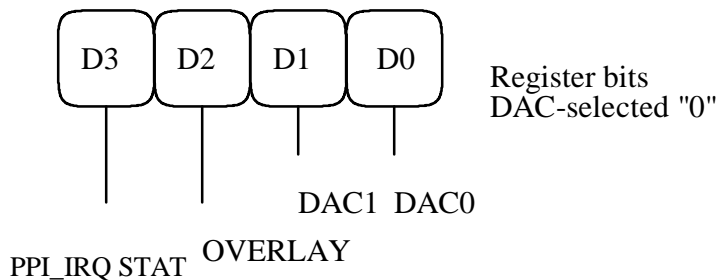 D3 D2 D1 D0
Register bits
DAC-selected "0"
DAC1 DAC0
OVERLAY
PPI_IRQ STAT